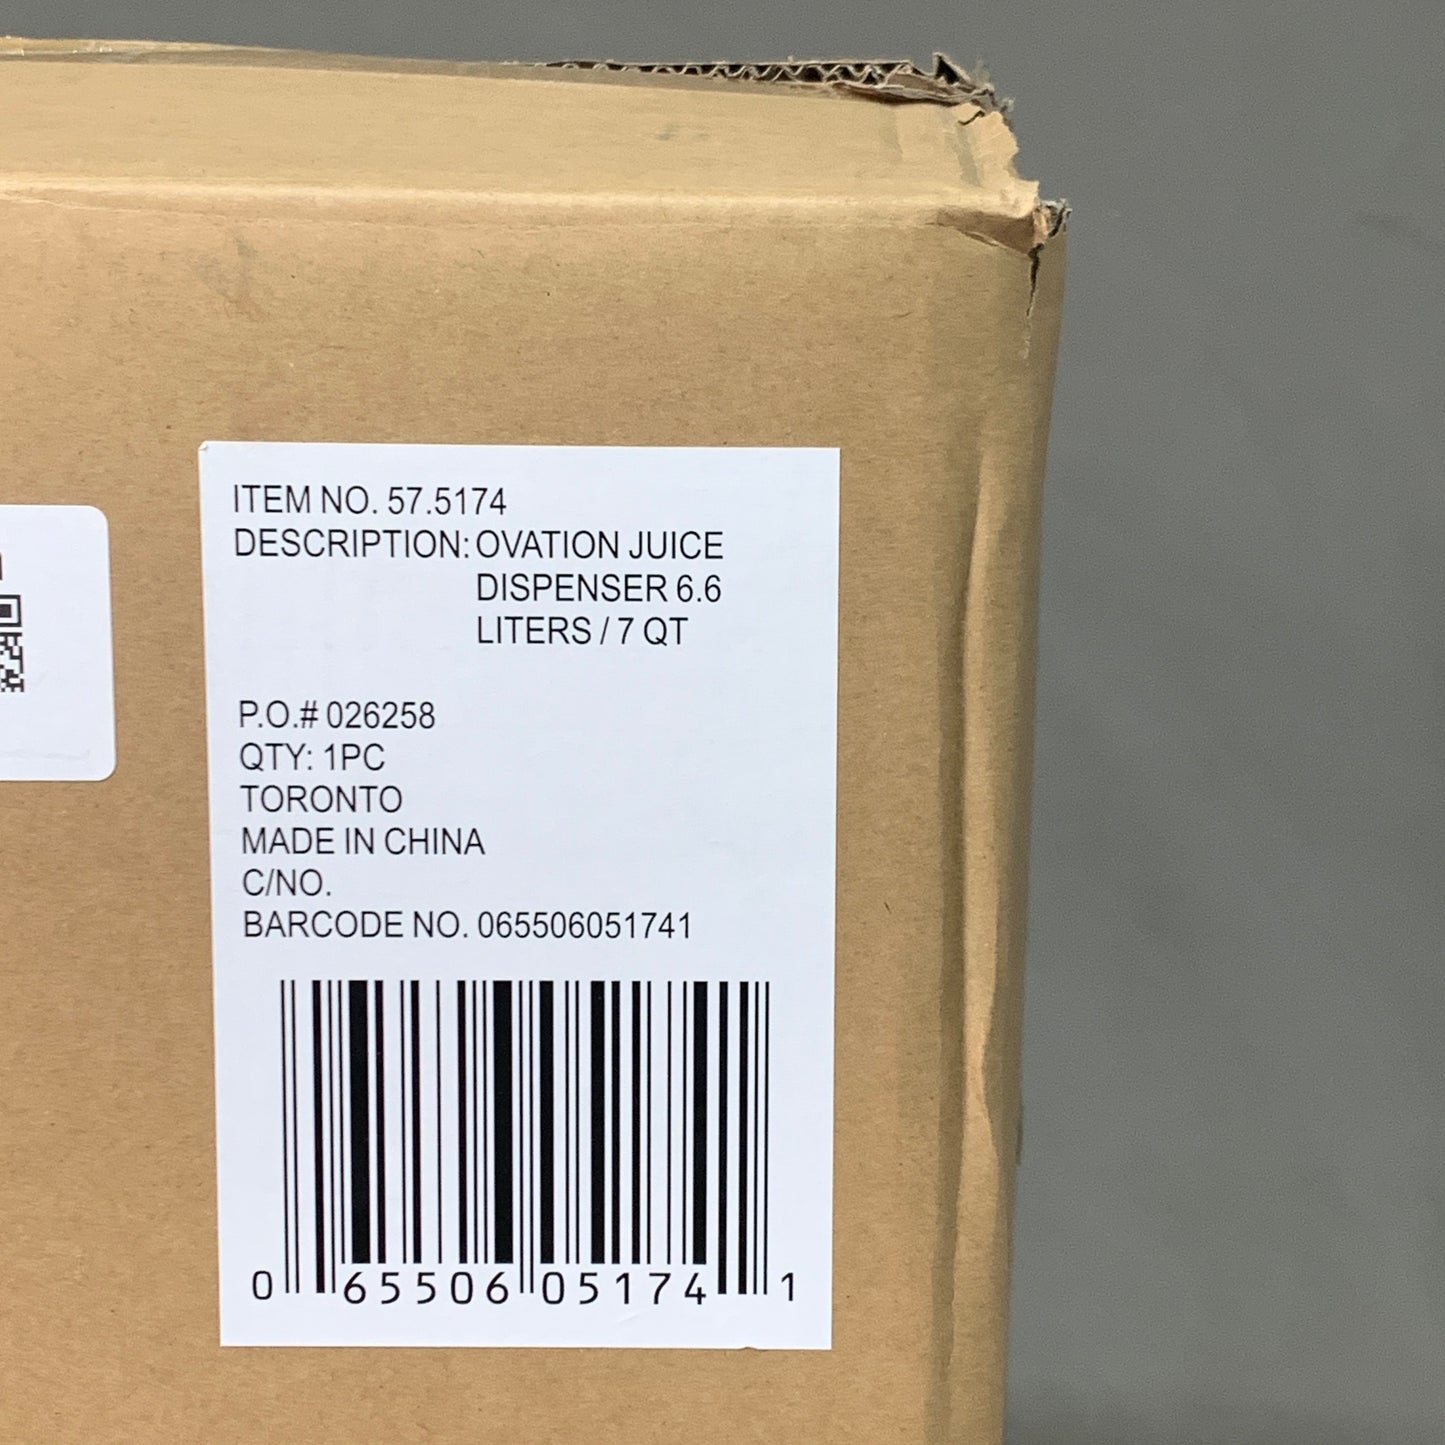 ITEM NO. 57.5174
DESCRIPTION: OVATION JUICE
DISPENSER 6.6
LITERS / 7 QT
P.O.# 026258
QTY: 1PC
TORONTO
MADE IN CHINA
C/NO.
BARCODE NO. 065506051741
0 65506 05174 1